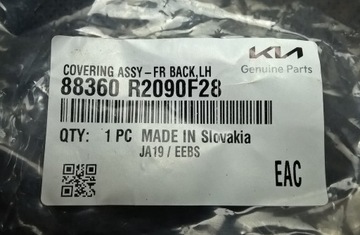 KIA
Genuine Parts
COVERING ASSY-FR BACK,LH
88360 R2090F28
QTY: 1 PC MADE IN Slovakia
JA19 / EEBS
EAC